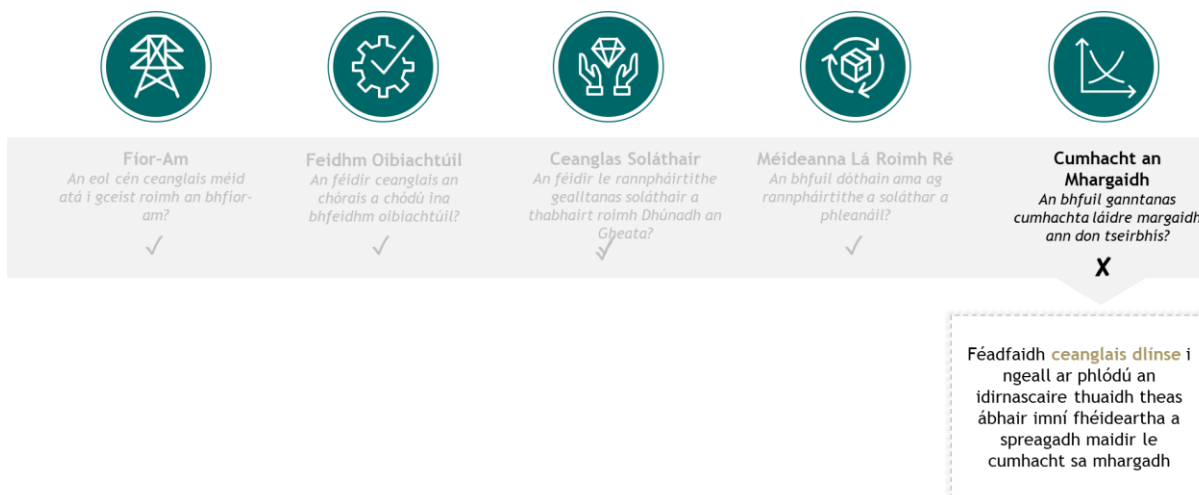 Fíor-Am
An eol cén ceanglais méid
atá i gceist roimh an bhfíor-
am?
✓
Feidhm Oibiachtúil
An féidir ceanglais an
chórais a chódú ina
bhfeidhm oibiachtúil?
✓
Ceanglas Soláthair
An féidir le rannpháirtithe
gealltanas soláthair a
thabhairt roimh Dhúnadh an
Gheata?
✓
Méideanna Lá Roimh Ré
An bhfuil dóthain ama ag
rannpháirtithe a soláthar a
phleanáil?
✓
Cumhacht an
Mhargaidh
An bhfuil ganntanas
cumhachta láidre margaidh
ann don tseirbhís?
✗
Féadfaidh ceanglais dlínse i
ngeall ar phlódú an
idirnascaire thuaidh theas
ábhair imní fhéideartha a
spreagadh maidir le
cumhacht sa mhargadh